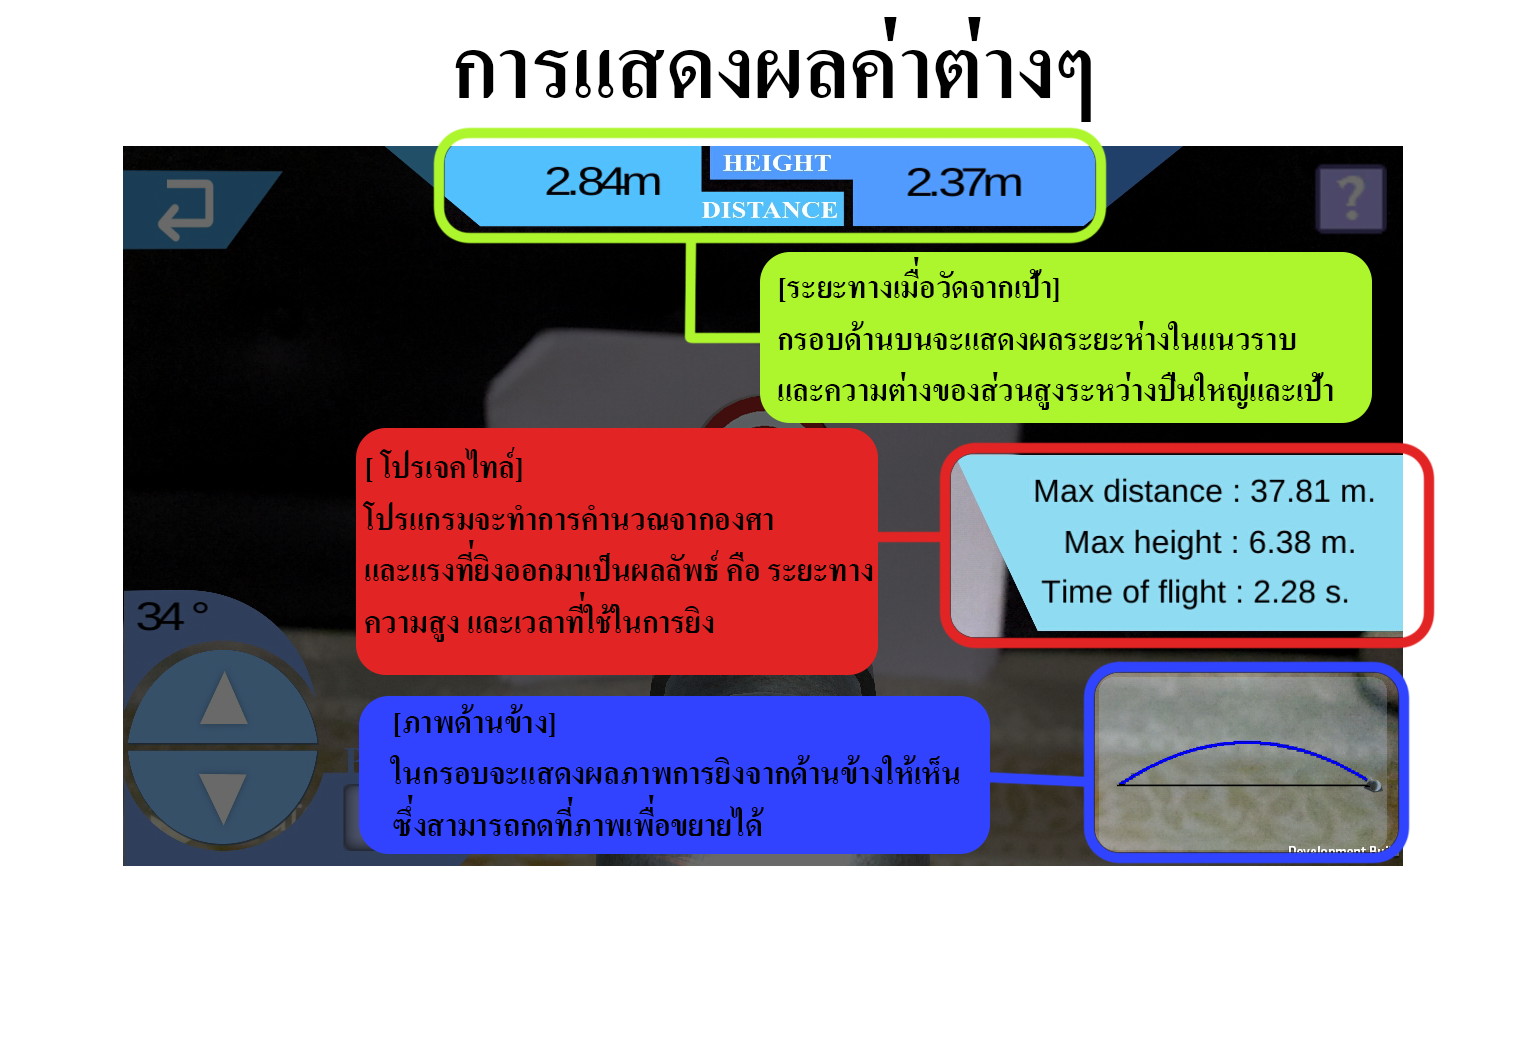 การแสดงผลค่าต่างๆ
2.84m
HEIGHT
2.37m
DISTANCE
?
[ระยะทางเมื่อวัดจากเป้า]
กรอบด้านบนจะแสดงผลระยะห่างในแนวราบ
และความต่างของส่วนสูงระหว่างปืนใหญ่และเป้า
[ โปรเจคไทล์]
โปรแกรมจะทำการคำนวณจากองศา
และแรงที่ยิงออกมาเป็นผลลัพธ์ คือ ระยะทาง
ความสูง และเวลาที่ใช้ในการยิง
Max distance : 37.81 m.
Max height : 6.38 m.
Time of flight : 2.28 s.
34°
[ภาพด้านข้าง]
ในกรอบจะแสดงผลภาพการยิงจากด้านข้างให้เห็น
ซึ่งสามารถกดที่ภาพเพื่อขยายได้
Development